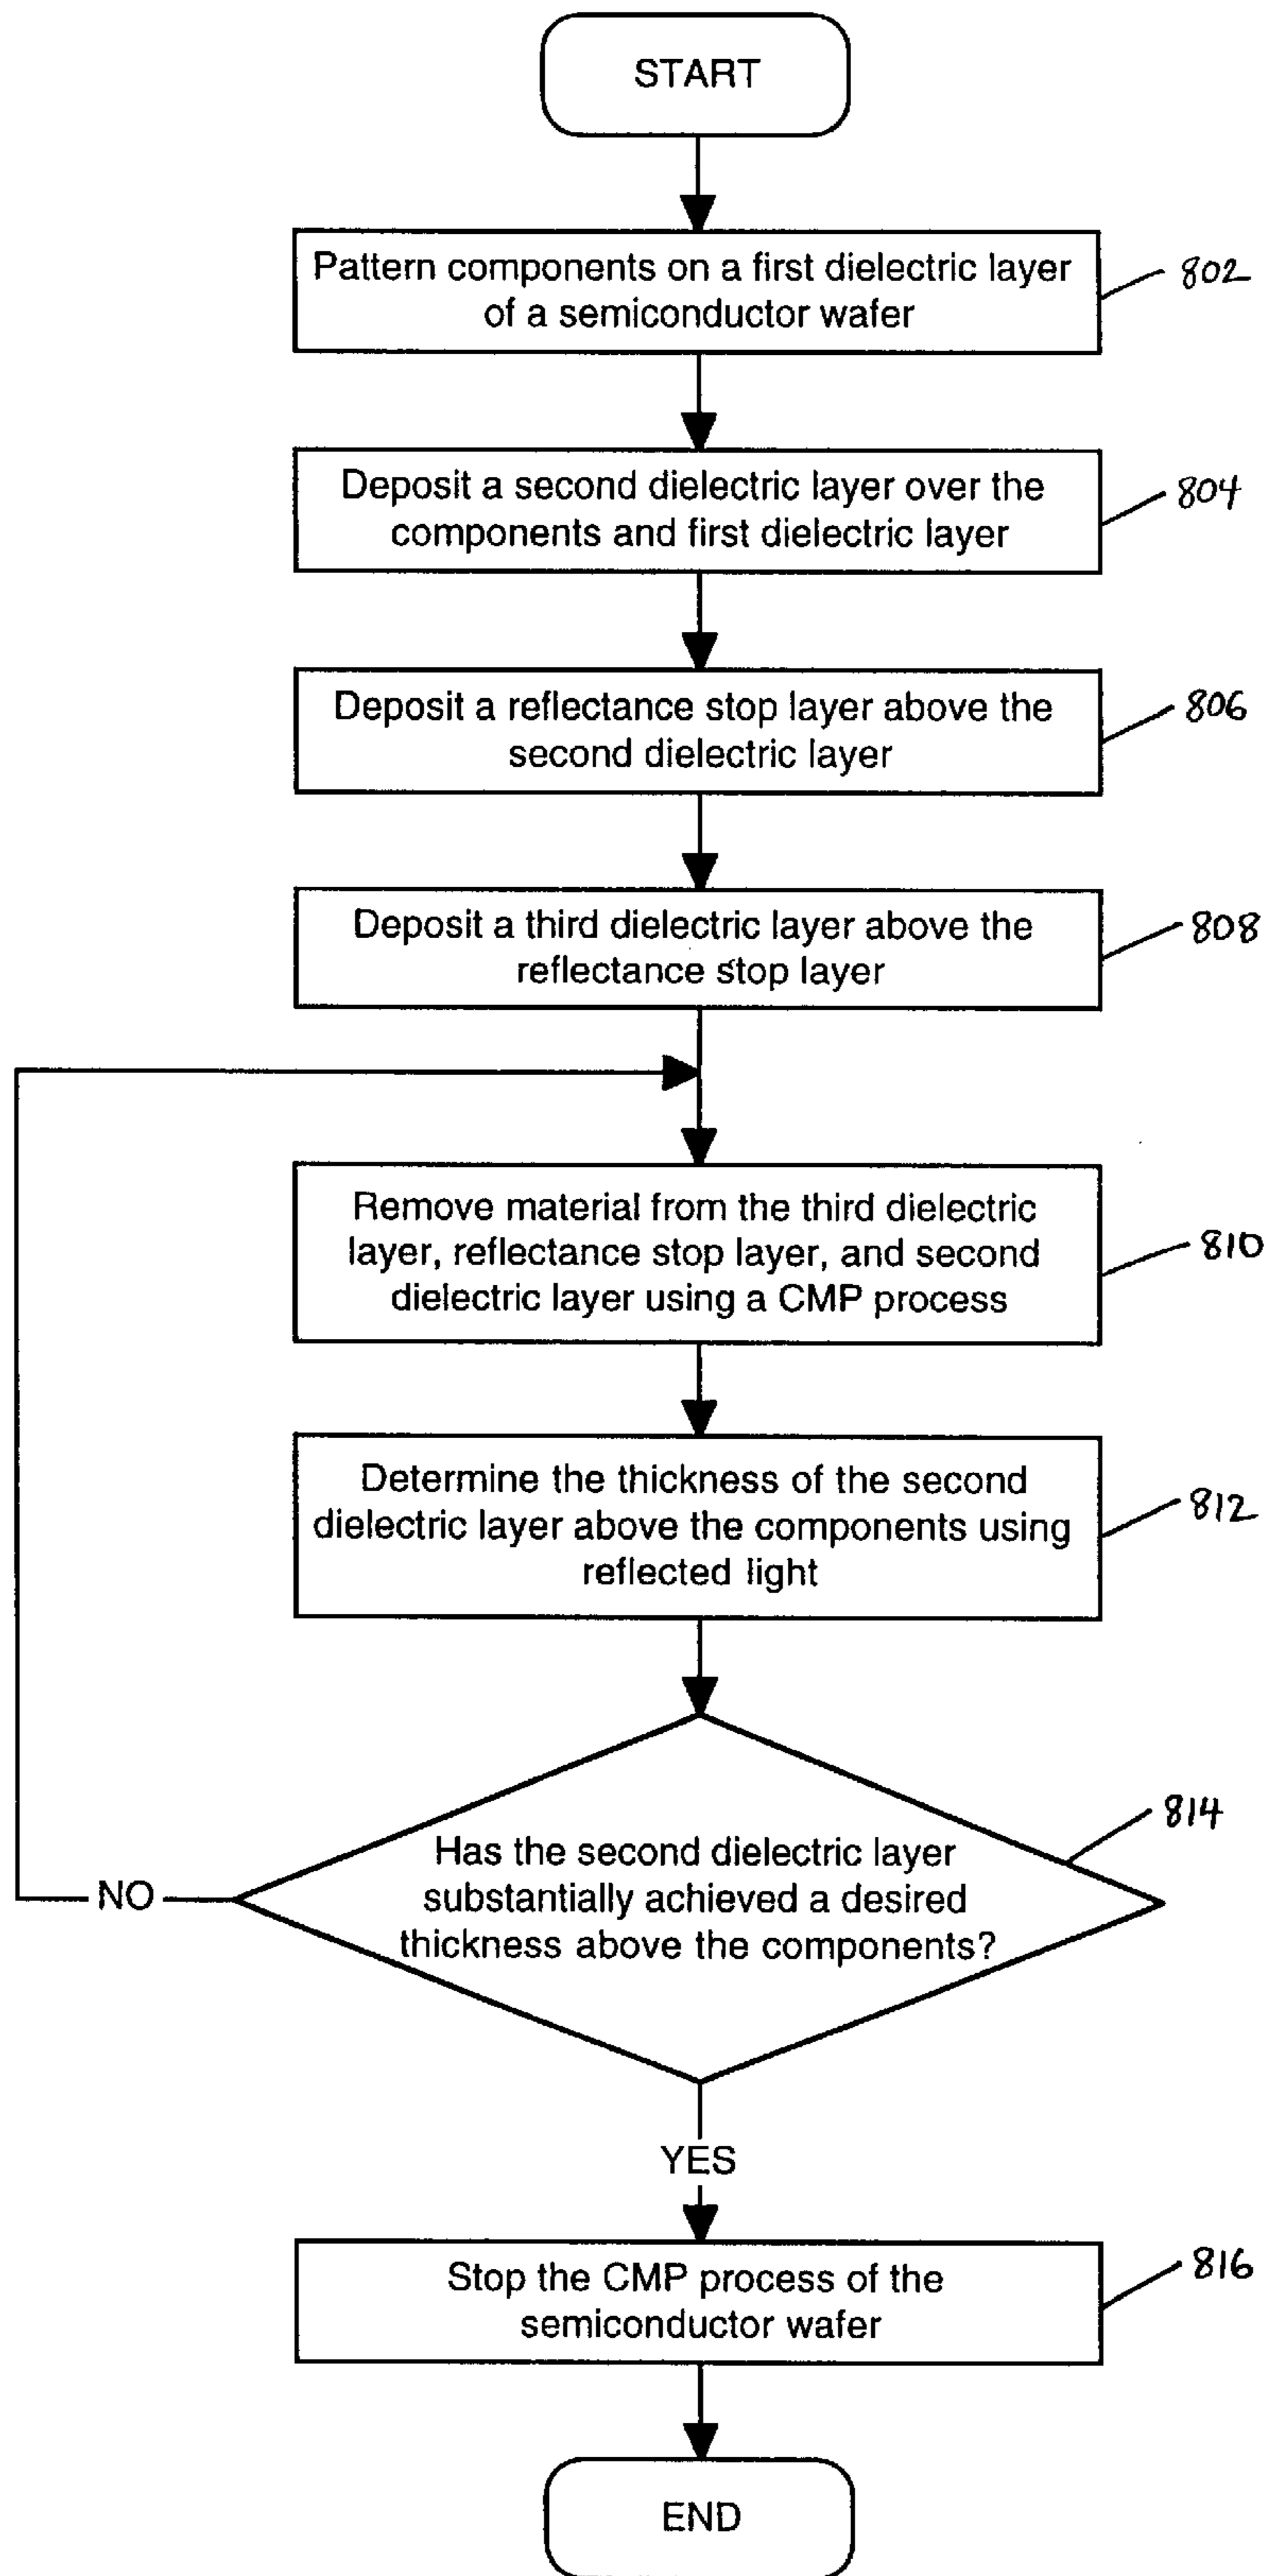 START
Pattern components on a first dielectric layer
of a semiconductor wafer
802
Deposit a second dielectric layer over the
components and first dielectric layer
804
Deposit a reflectance stop layer above the
second dielectric layer
806
Deposit a third dielectric layer above the
reflectance stop layer
808
Remove material from the third dielectric
layer, reflectance stop layer, and second
dielectric layer using a CMP process
810
Determine the thickness of the second
dielectric layer above the components using
reflected light
812
Has the second dielectric layer
substantially achieved a desired
thickness above the components?
814
NO
YES
Stop the CMP process of the
semiconductor wafer
816
END